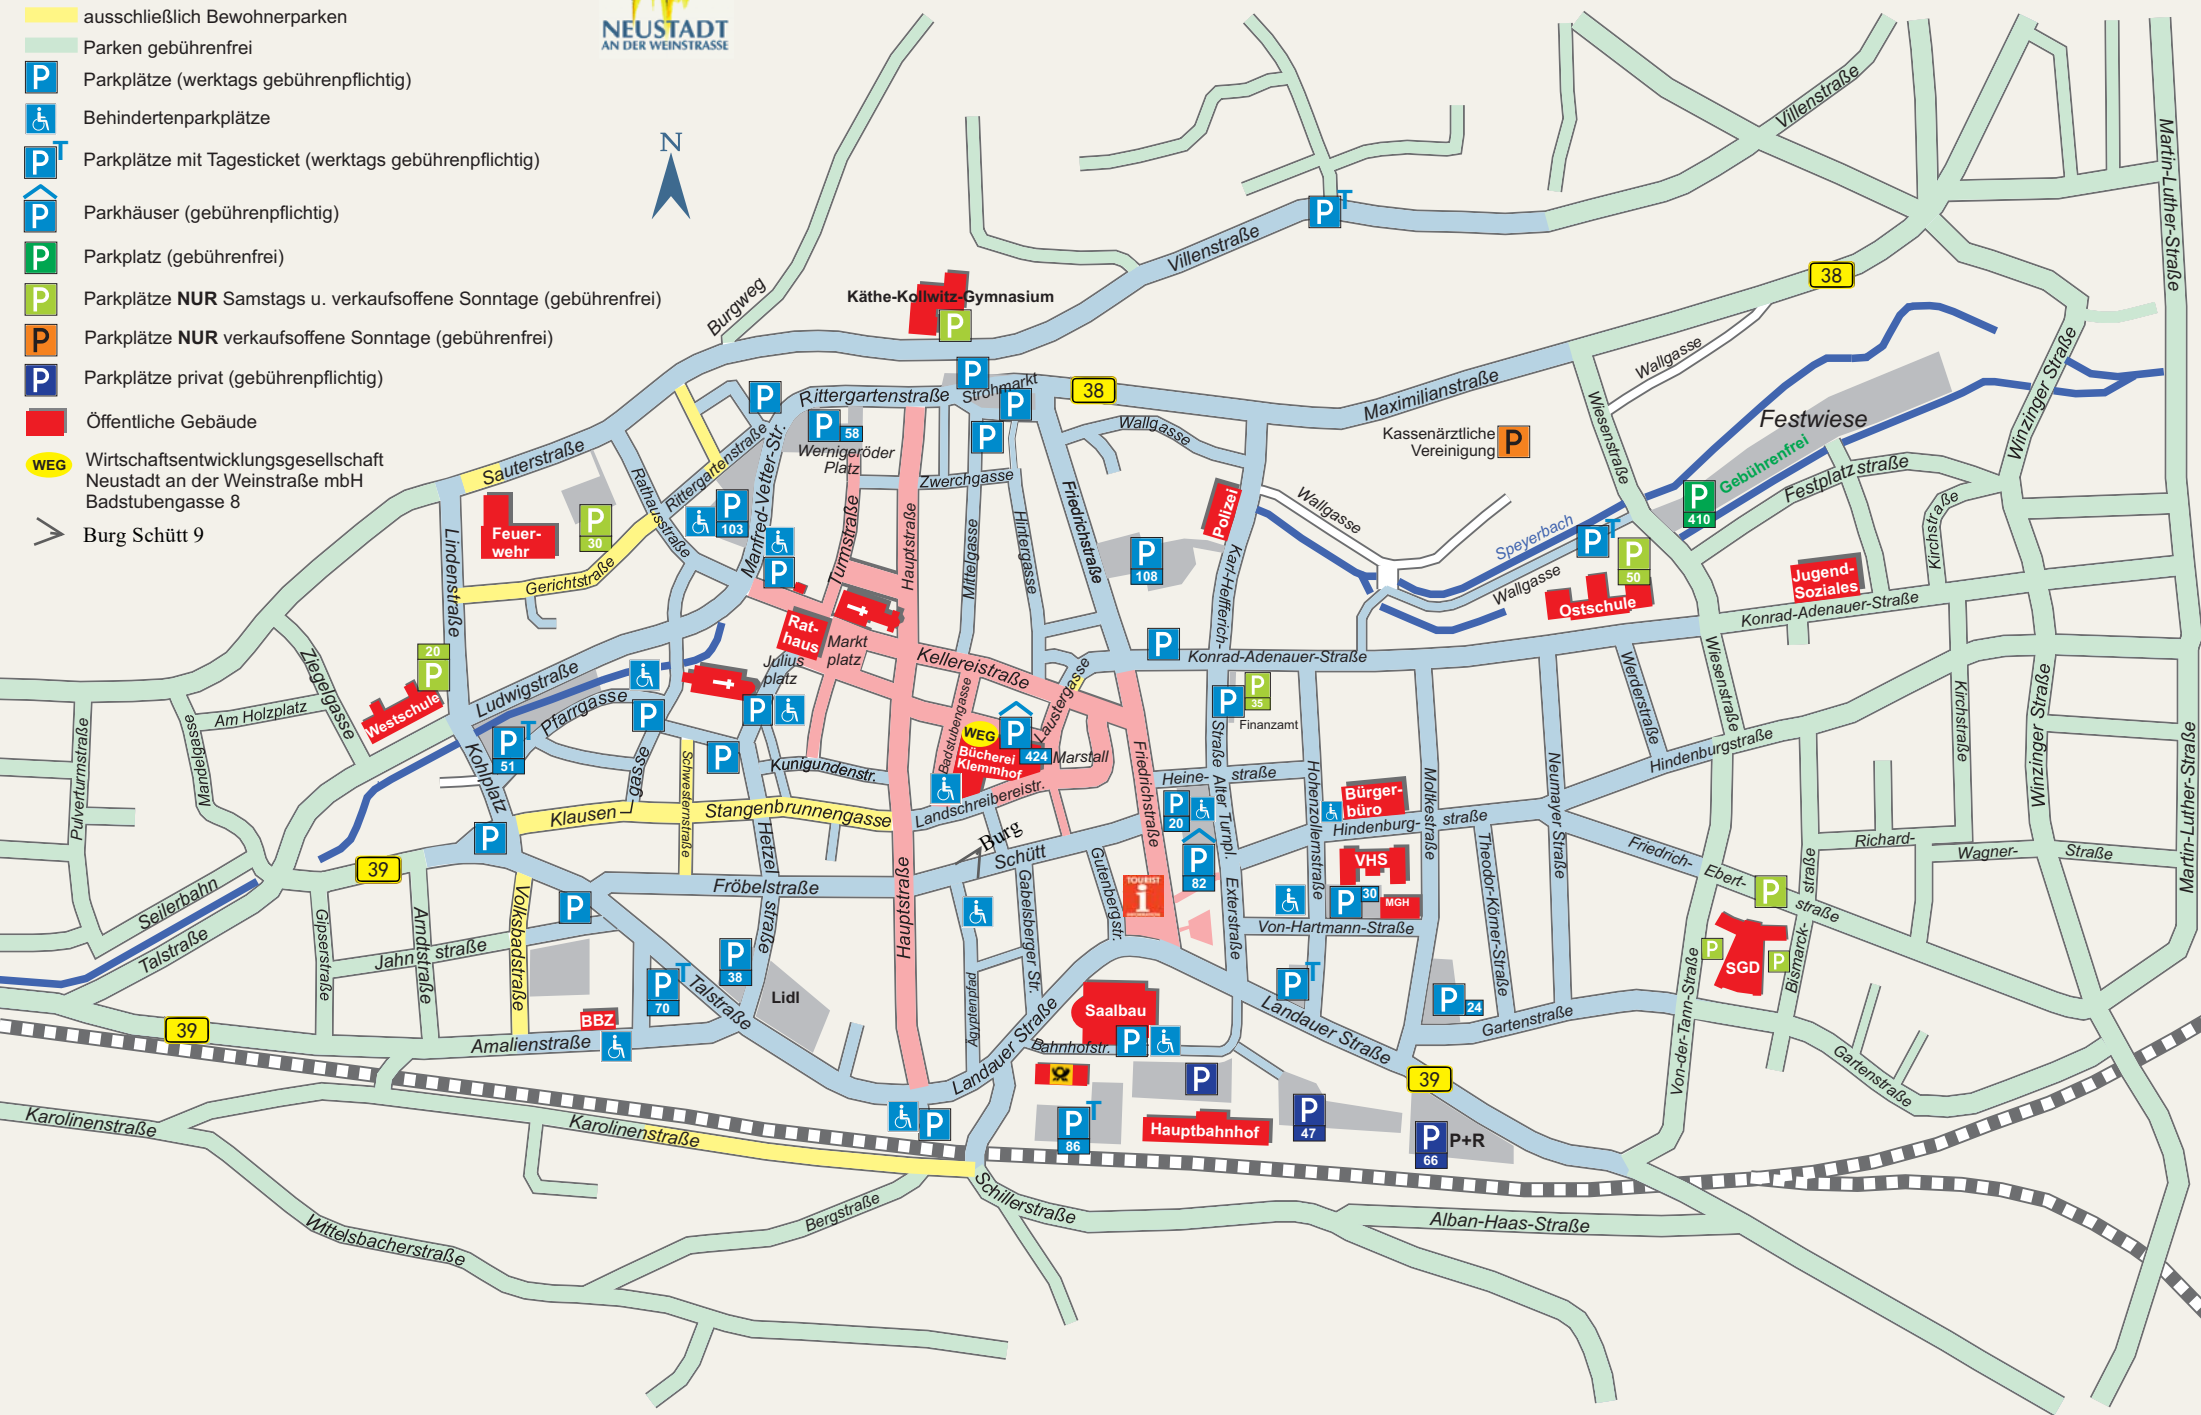 ausschließlich Bewohnerparken
Parken gebührenfrei
P Parkplätze (werktags gebührenpflichtig)
Behindertenparkplätze
P T Parkplätze mit Tagesticket (werktags gebührenpflichtig)
P Parkhäuser (gebührenpflichtig)
P Parkplatz (gebührenfrei)
P Parkplätze NUR Samstags u. verkaufsoffene Sonntage (gebührenfrei)
P Parkplätze NUR verkaufsoffene Sonntage (gebührenfrei)
P Parkplätze privat (gebührenpflichtig)
Öffentliche Gebäude
WEG Wirtschaftsentwicklungsgesellschaft
Neustadt an der Weinstraße mbH
Badstubengasse 8
Burg Schütt 9
NEUSTADT
AN DER WEINSTRASSE
N
Burgweg
Käthe-Kollwitz-Gymnasium
P
Villenstraße
P T
Villenstraße
Martin-Luther-Straße
38
38
Maximilianstraße
Wallgasse
Wiesenstraße
Festwiese
Gebührenfrei
P
410
Festplatzstraße
Winzinger Straße
Kirchstraße
Kassenärztliche
Vereinigung
P
Sauterstraße
Rittergartenstraße
Strohmarkt
P
P
P
P
P 58
Wernigeröder
Platz
Zwerchgasse
Wallgasse
Rathausstraße
Rittergartenstraße
Manfred-Vetter-Str.
P
103
P
Turmstraße
Hauptstraße
Mittelgasse
Hintergasse
Friedrichstraße
P
108
Polizei
Karl-Helfferich-
Straße
Wallgasse
Speyerbach
P T
P
50
Wallgasse
Ostschule
Jugend-
Soziales
Konrad-Adenauer-Straße
Feuer-
wehr
P
30
Lindenstraße
Gerichtstraße
20
P
Westschule
Ludwigstraße
Pfarrgasse
P T
51
P
Rat-
haus
Markt
platz
Julius
platz
P
P
Kellereistraße
Laustergasse
Badstubengasse
WEG
P
424
Bücherei
Klemmhof
Marstall
P
Konrad-Adenauer-Straße
P
P
35
Finanzamt
Werderstraße
Wiesenstraße
Hindenburgstraße
Kirchstraße
Winzinger Straße
Martin-Luther-Straße
Ziegelgasse
Am Holzplatz
Mandelgasse
Pulverturmstraße
Kohlplatz
P
Klausen-
gasse
Schwesternstraße
Stangenbrunnengasse
Kunigundenstr.
Landschreibereistr.
Friedrichstraße
Heine-
straße
P
20
P
82
Alter Turmpl.
Hohenzollernstraße
Bürger-
büro
Hindenburg-
straße
Moltkestraße
Neumayer Straße
Theodor-Körner-Straße
Friedrich-
Ebert-
straße
P
Richard-
Wagner-
Straße
Bismarck-
straße
39
Seilerbahn
Talstraße
Gipserstraße
Arndtstraße
Jahnstraße
Volksbadstraße
P
Fröbelstraße
Hetzel
straße
Hauptstraße
Burg
Schütt
Gutenbergstr.
Gabelsberger Str.
Ägyptenpfad
TOURIST
i
INFORMATION
Exterstraße
VHS
P 30
MGH
Von-Hartmann-Straße
P T
P 24
Landauer Straße
Gartenstraße
Von-der-Tann-Straße
P
SGD
P
39
Amalienstraße
BBZ
P T
70
P
38
Talstraße
Lidl
Landauer Straße
Saalbau
Bahnhofstr.
P
P
P T
86
Hauptbahnhof
P
47
39
P
66
P+R
P
Gartenstraße
Karolinenstraße
Karolinenstraße
Wittelsbacherstraße
Bergstraße
Schillerstraße
Alban-Haas-Straße